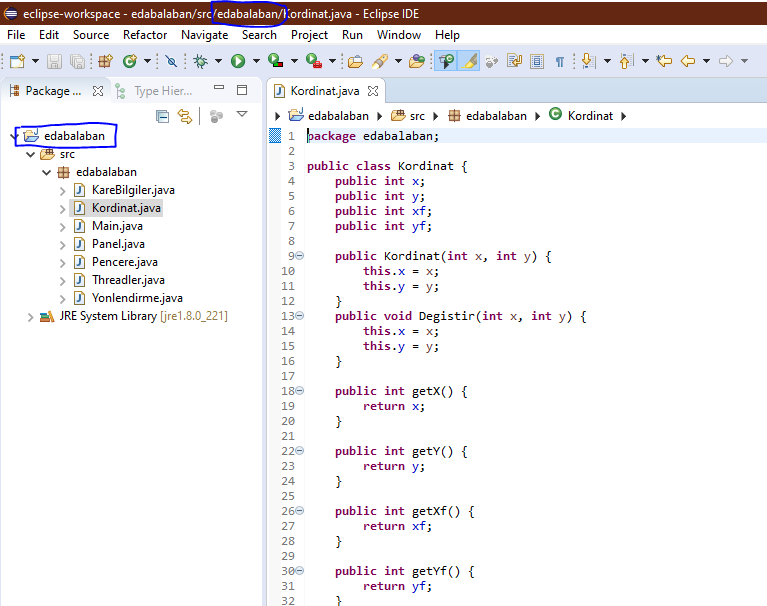 eclipse-workspace - edabalaban/src/edabalaban/Kordinat.java - Eclipse IDE
File Edit Source Refactor Navigate Search Project Run Window Help
Package ... Type Hier...
edabalaban
src
edabalaban
KareBilgiler.java
Kordinat.java
Main.java
Panel.java
Pencere.java
Threadler.java
Yonlendirme.java
JRE System Library [jre1.8.0_221]
Kordinat.java
edabalaban src edabalaban Kordinat
1 package edabalaban;
2
3 public class Kordinat {
4     public int x;
5     public int y;
6     public int xf;
7     public int yf;
8
9     public Kordinat(int x, int y) {
10         this.x = x;
11         this.y = y;
12     }
13     public void Degistir(int x, int y) {
14         this.x = x;
15         this.y = y;
16     }
17
18     public int getX() {
19         return x;
20     }
21
22     public int getY() {
23         return y;
24     }
25
26     public int getXf() {
27         return xf;
28     }
29
30     public int getYf() {
31         return yf;
32     }